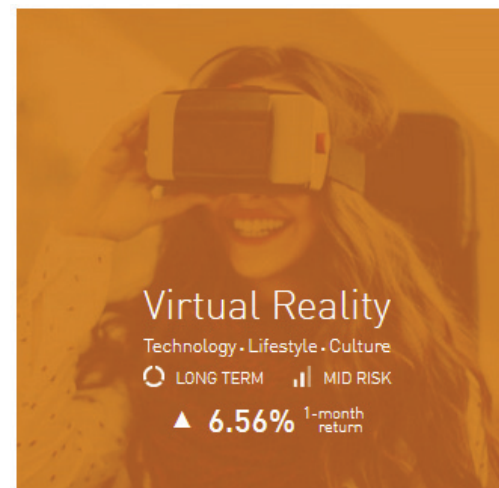 Virtual Reality
Technology . Lifestyle . Culture
LONG TERM MID RISK
▲ 6.56% 1-month return